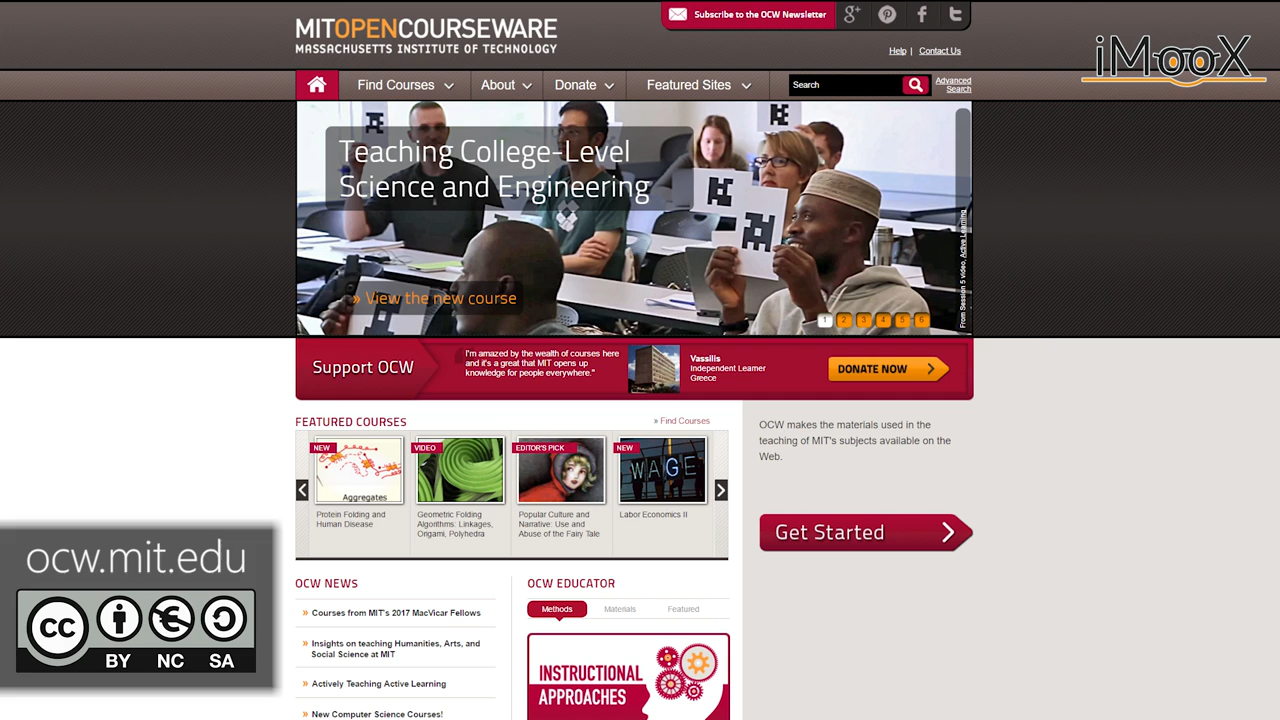 Subscribe to the OCW Newsletter
MITOPENCOURSEWARE
MASSACHUSETTS INSTITUTE OF TECHNOLOGY
Help | Contact Us
iMooX
Find Courses
About
Donate
Featured Sites
Search
Advanced
Search
Teaching College-Level
Science and Engineering
» View the new course
From Session 5 video, Active Learning
1 2 3 4 5 6
Support OCW
I'm amazed by the wealth of courses here
and it's a great that MIT opens up
knowledge for people everywhere."
Vassilis
Independent Learner
Greece
DONATE NOW
FEATURED COURSES
» Find Courses
NEW
Aggregates
Protein Folding and
Human Disease
VIDEO
Geometric Folding
Algorithms: Linkages,
Origami, Polyhedra
EDITOR'S PICK
Popular Culture and
Narrative: Use and
Abuse of the Fairy Tale
NEW
WAGE
Labor Economics II
OCW makes the materials used in the
teaching of MIT's subjects available on the
Web.
Get Started
ocw.mit.edu
cc
BY NC SA
OCW NEWS
» Courses from MIT's 2017 MacVicar Fellows
» Insights on teaching Humanities, Arts, and
Social Science at MIT
» Actively Teaching Active Learning
» New Computer Science Courses!
OCW EDUCATOR
Methods
Materials
Featured
INSTRUCTIONAL
APPROACHES